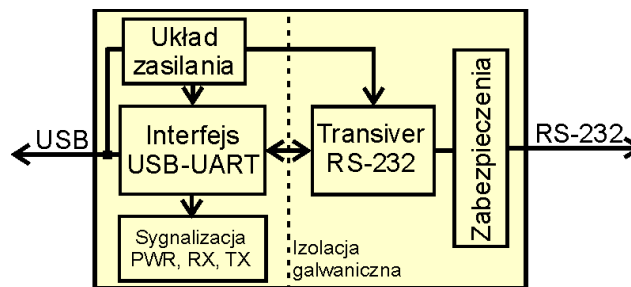 Układ
zasilania
USB
Interfejs
USB-UART
Transiver
RS-232
Zabezpieczenia
RS-232
Sygnalizacja
PWR, RX, TX
Izolacja
galwaniczna